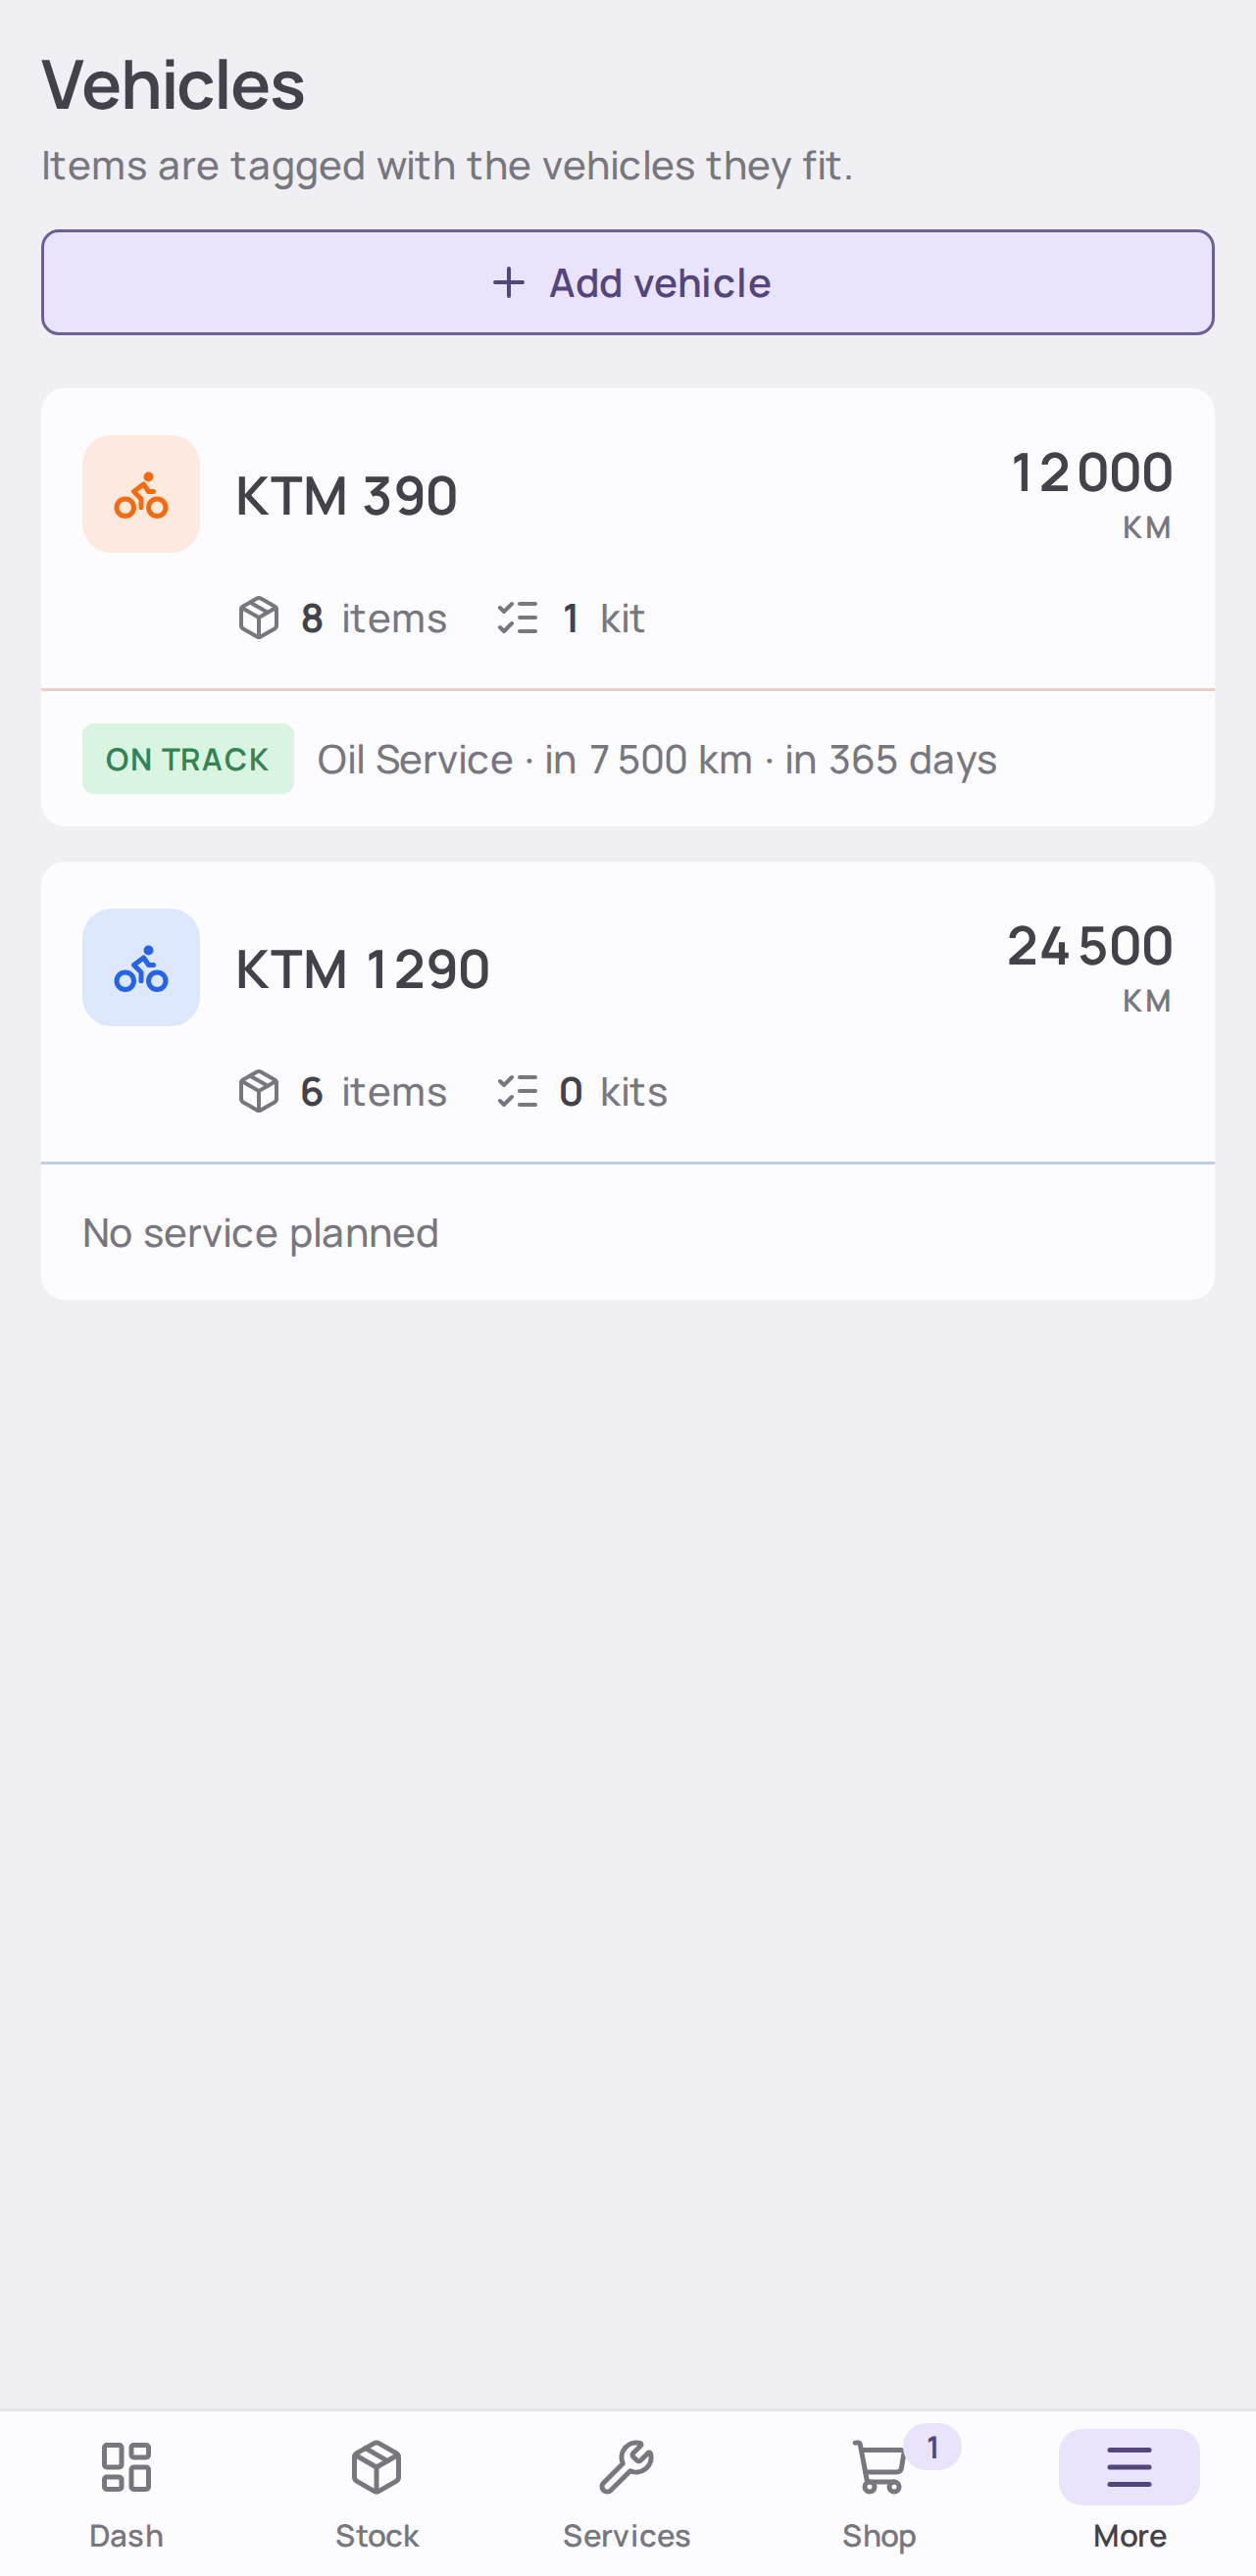 Vehicles
Items are tagged with the vehicles they fit.
+ Add vehicle
KTM 390
12 000
KM
8 items 1 kit
ON TRACK Oil Service · in 7 500 km · in 365 days
KTM 1290
24 500
KM
6 items 0 kits
No service planned
1
Dash Stock Services Shop More